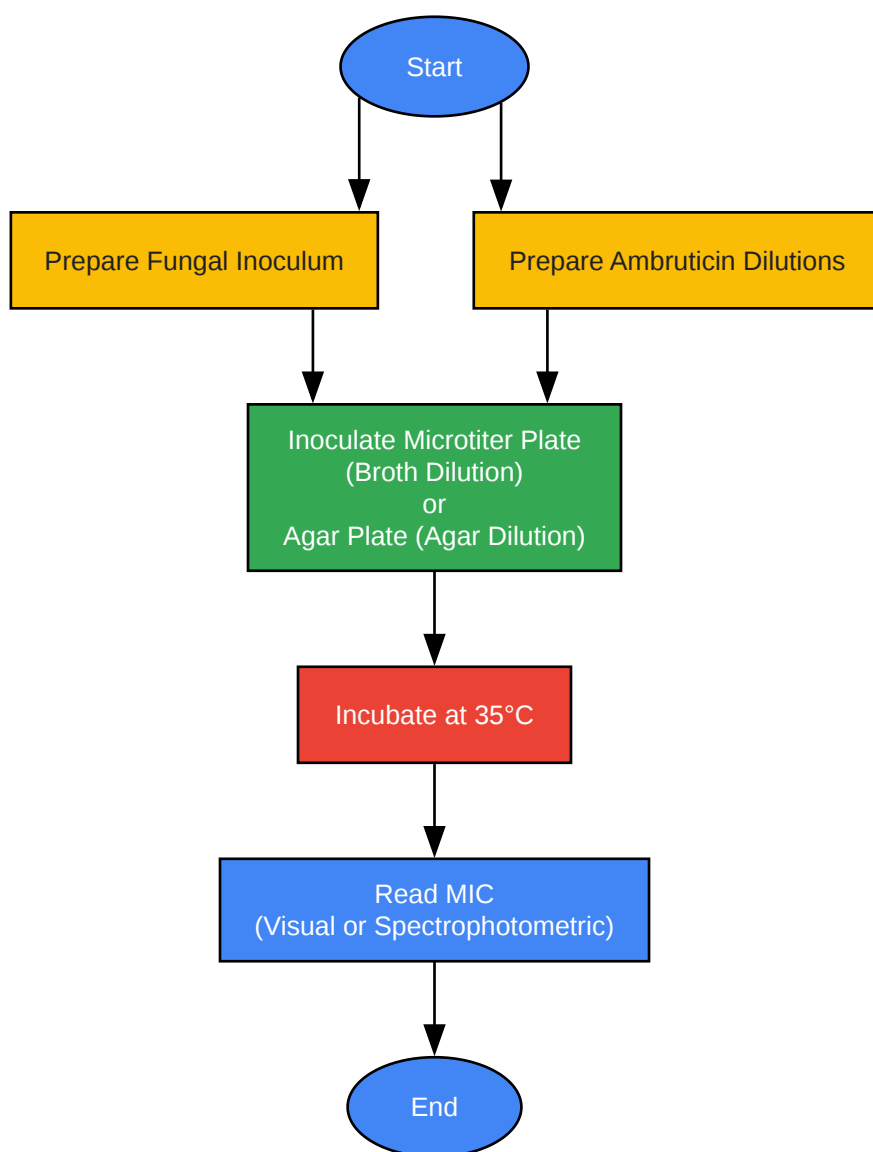 Start
Prepare Fungal Inoculum
Prepare Ambruticin Dilutions
Inoculate Microtiter Plate
(Broth Dilution)
or
Agar Plate (Agar Dilution)
Incubate at 35°C
Read MIC
(Visual or Spectrophotometric)
End